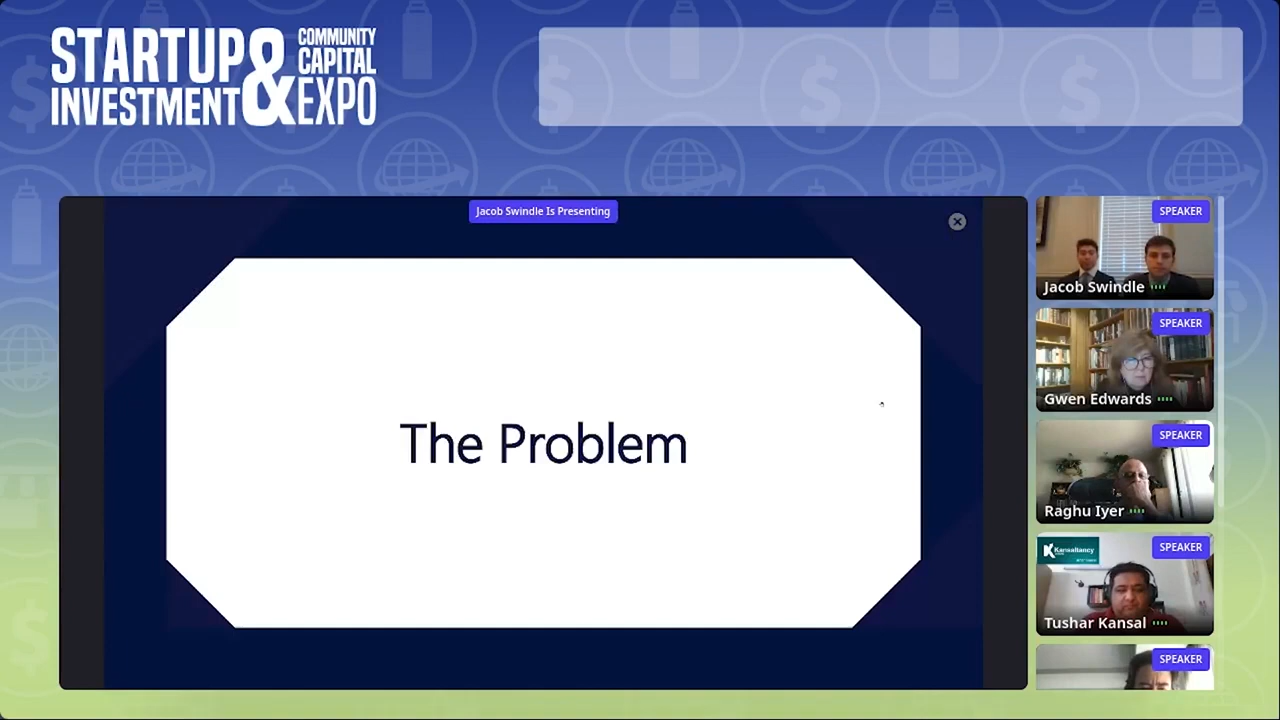 STARTUP
INVESTMENT
&
COMMUNITY
CAPITAL
EXPO
Jacob Swindle Is Presenting
The Problem
SPEAKER
Jacob Swindle
SPEAKER
Gwen Edwards
SPEAKER
Raghu Iyer
Kansaltancy
SPEAKER
Tushar Kansal
SPEAKER